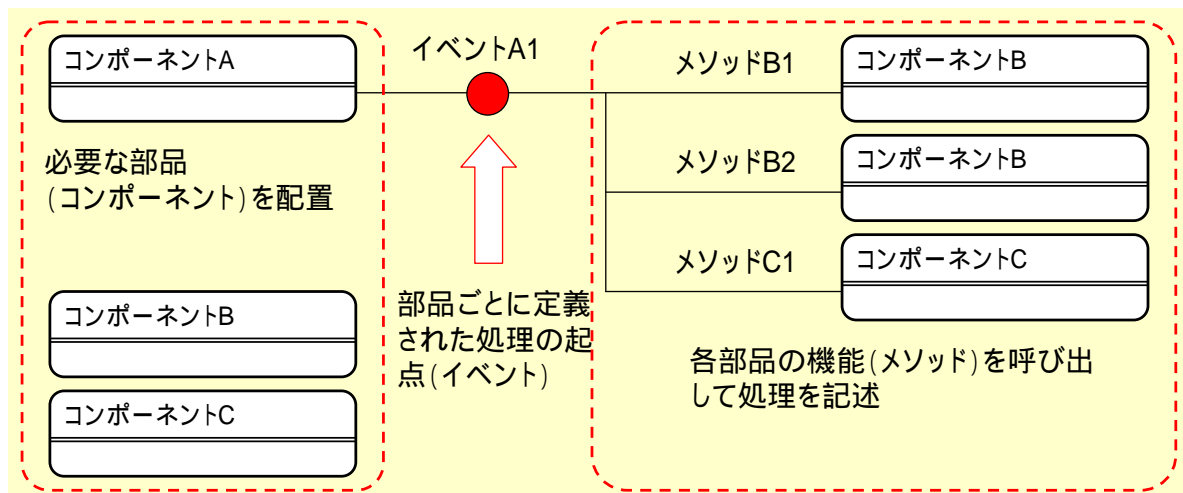 コンポーネントA
必要な部品
(コンポーネント)を配置
コンポーネントB
コンポーネントC
イベントA1
部品ごとに定義
された処理の起
点(イベント)
メソッドB1
コンポーネントB
メソッドB2
コンポーネントB
メソッドC1
コンポーネントC
各部品の機能(メソッド)を呼び出
して処理を記述